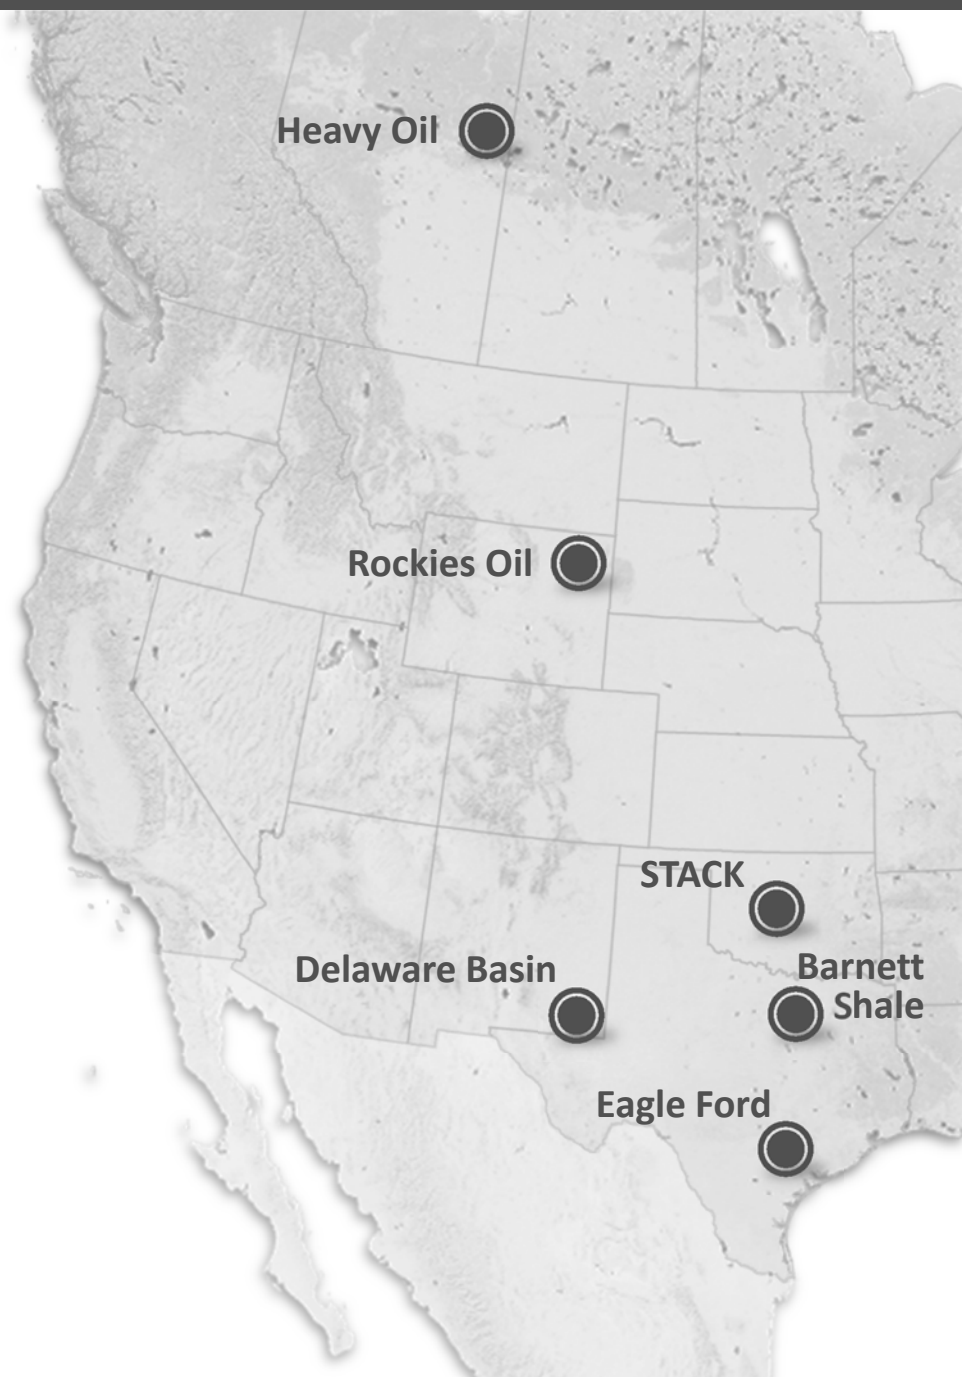 Heavy Oil
Rockies Oil
STACK
Delaware Basin
Barnett
Shale
Eagle Ford